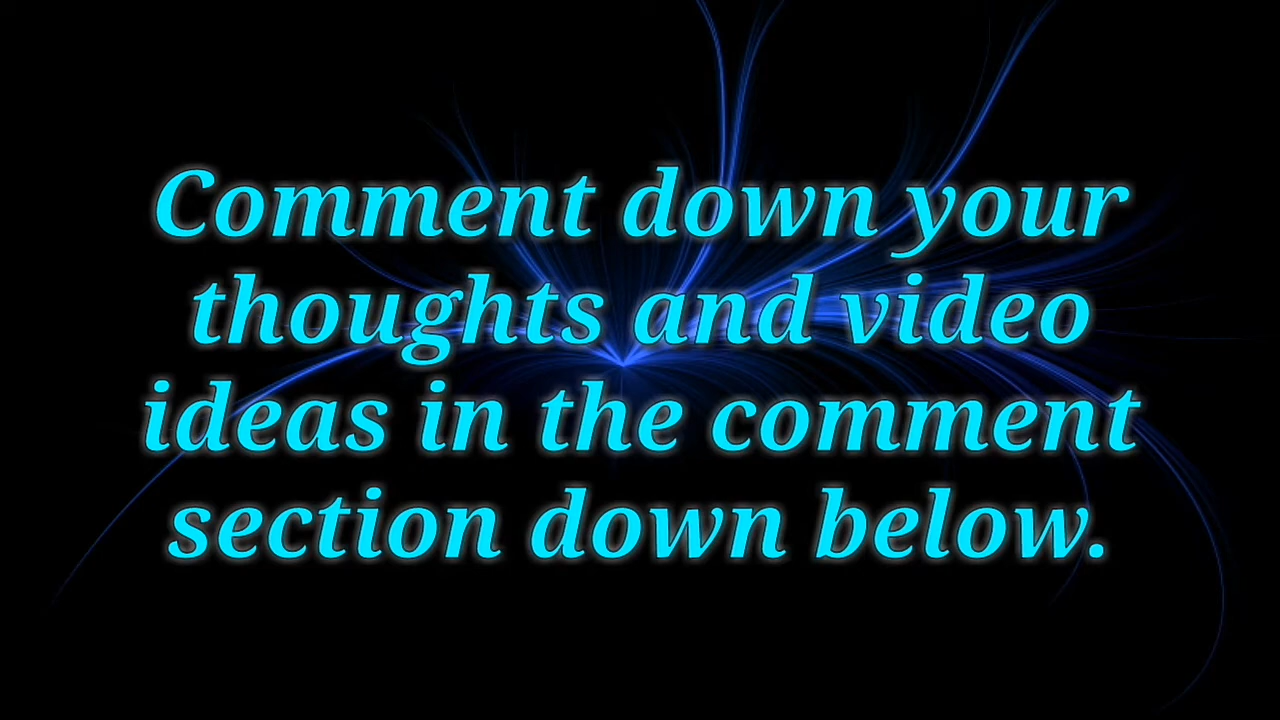 Comment down your
thoughts and video
ideas in the comment
section down below.